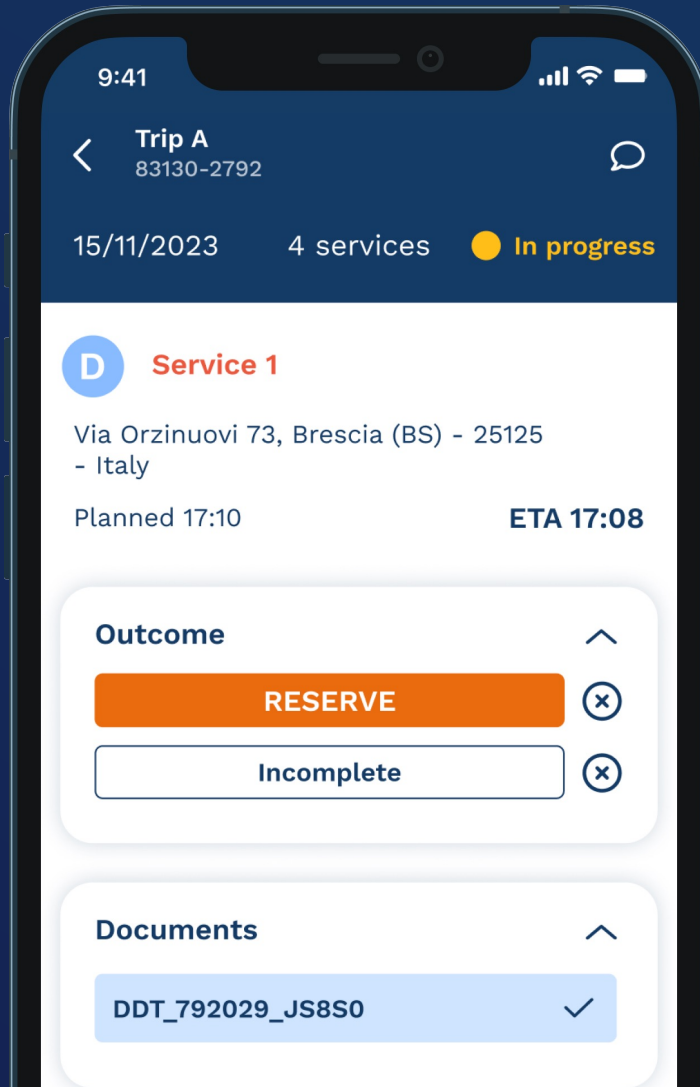 9:41
Trip A
83130-2792
15/11/2023 4 services In progress
D Service 1
Via Orzinuovi 73, Brescia (BS) - 25125
- Italy
Planned 17:10 ETA 17:08
Outcome
RESERVE
Incomplete
Documents
DDT_792029_JS8S0